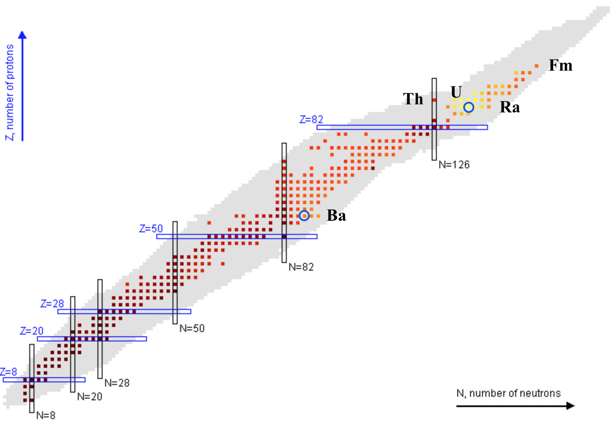 Z, number of protons
Fm
Th
U
Ra
Z=82
N=126
Ba
Z=50
N=82
Z=28
N=50
Z=20
N=28
Z=8
N=20
N, number of neutrons
N=8